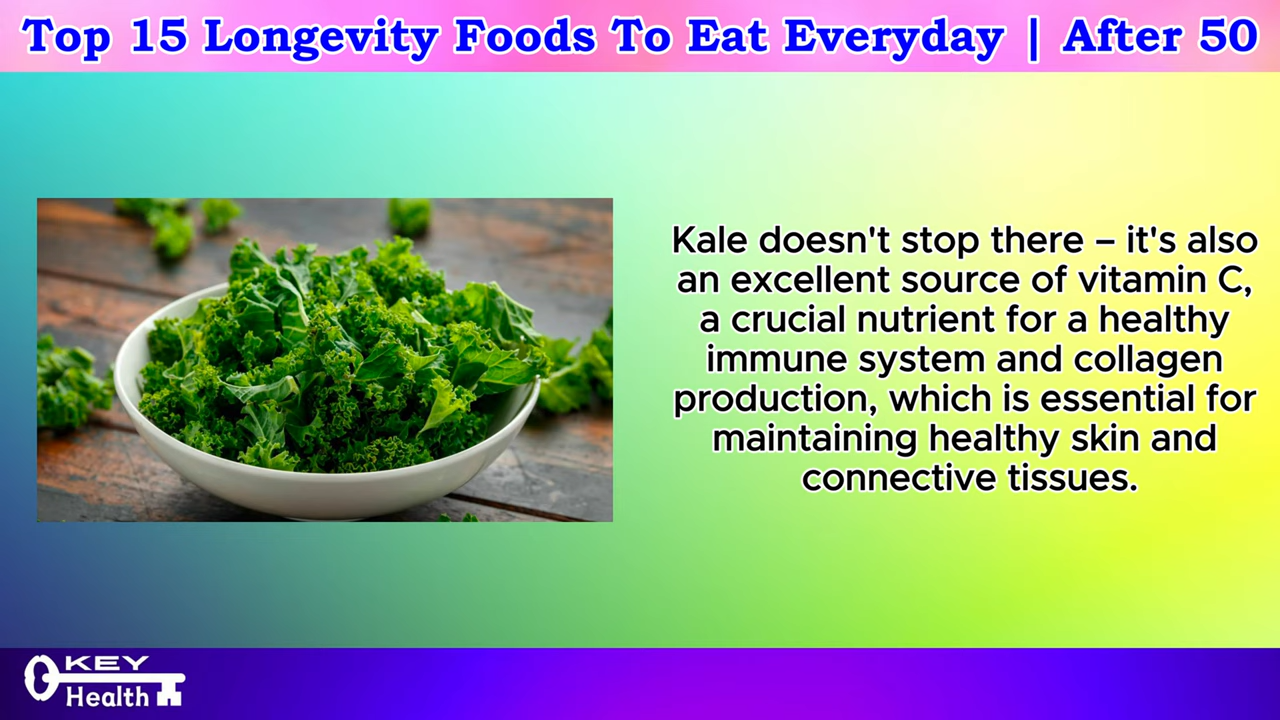 Top 15 Longevity Foods To Eat Everyday | After 50
Kale doesn't stop there – it's also
an excellent source of vitamin C,
a crucial nutrient for a healthy
immune system and collagen
production, which is essential for
maintaining healthy skin and
connective tissues.
KEY
Health